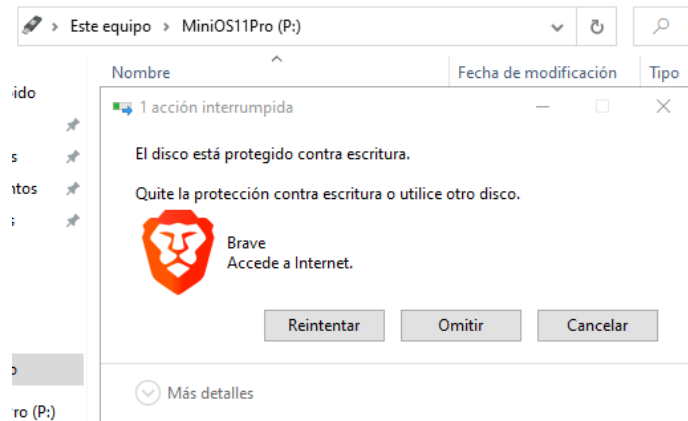 Este equipo > MiniOS11Pro (P:)
Nombre
Fecha de modificación
Tipo
ido
1 acción interrumpida
El disco está protegido contra escritura.
s
ntos
Quite la protección contra escritura o utilice otro disco.
s
Brave
Accede a Internet.
Reintentar
Omitir
Cancelar
o
Más detalles
ro (P:)